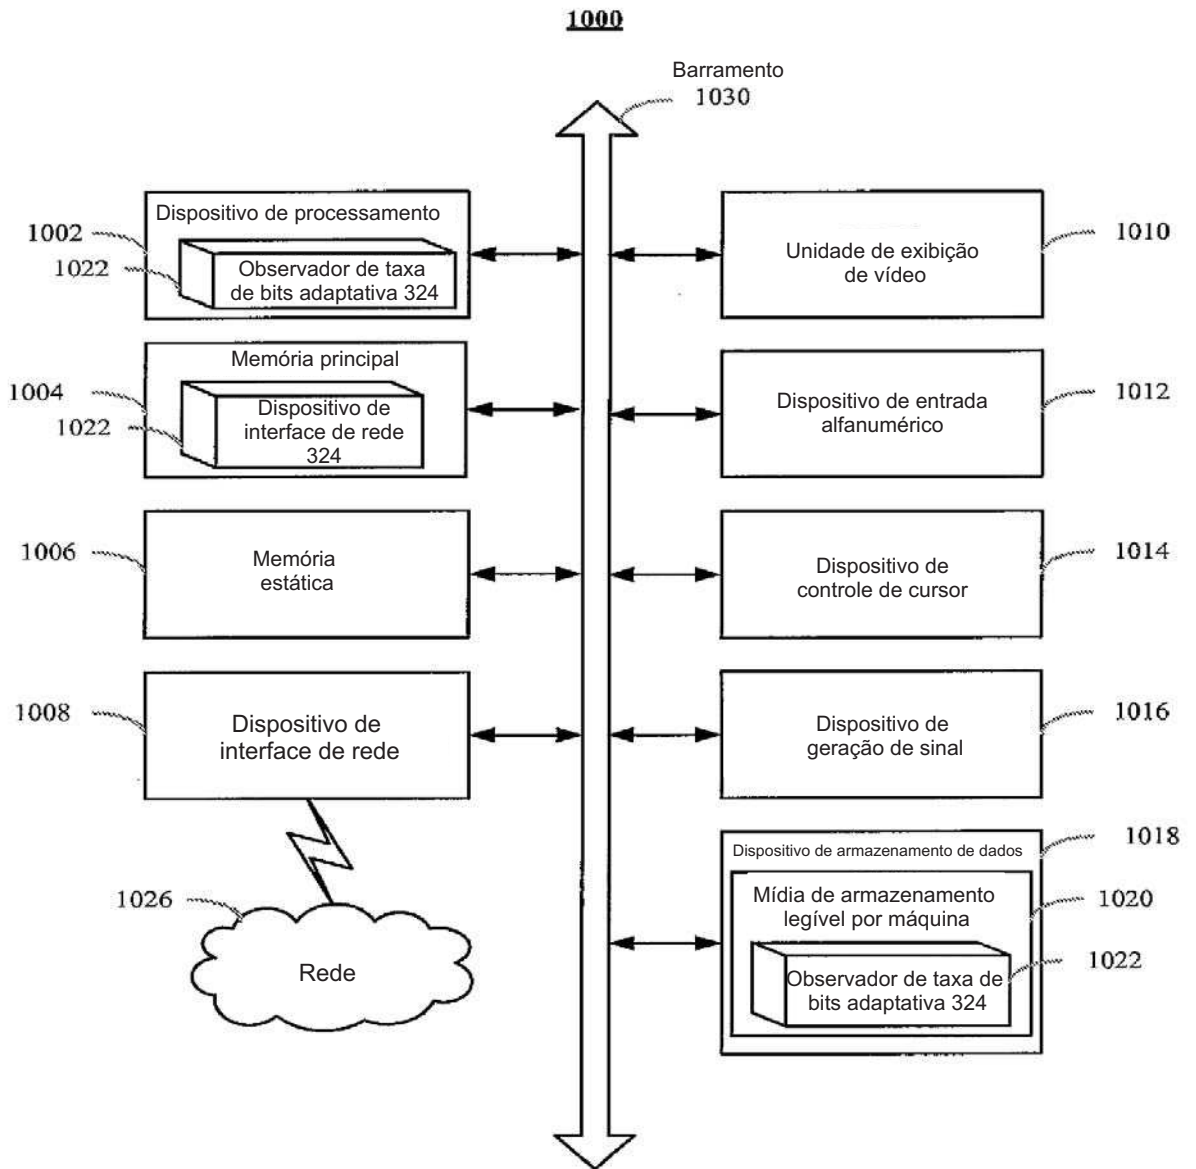 1000
Barramento
1030
Dispositivo de processamento
1002
1022
Observador de taxa
de bits adaptativa 324
Unidade de exibição
de vídeo
1010
Memória principal
1004
1022
Dispositivo de
interface de rede
324
Dispositivo de entrada
alfanumérico
1012
1006
Memória
estática
Dispositivo de
controle de cursor
1014
1008
Dispositivo de
interface de rede
Dispositivo de
geração de sinal
1016
1026
Rede
Dispositivo de armazenamento de dados
1018
Mídia de armazenamento
legível por máquina
1020
Observador de taxa de
bits adaptativa 324
1022